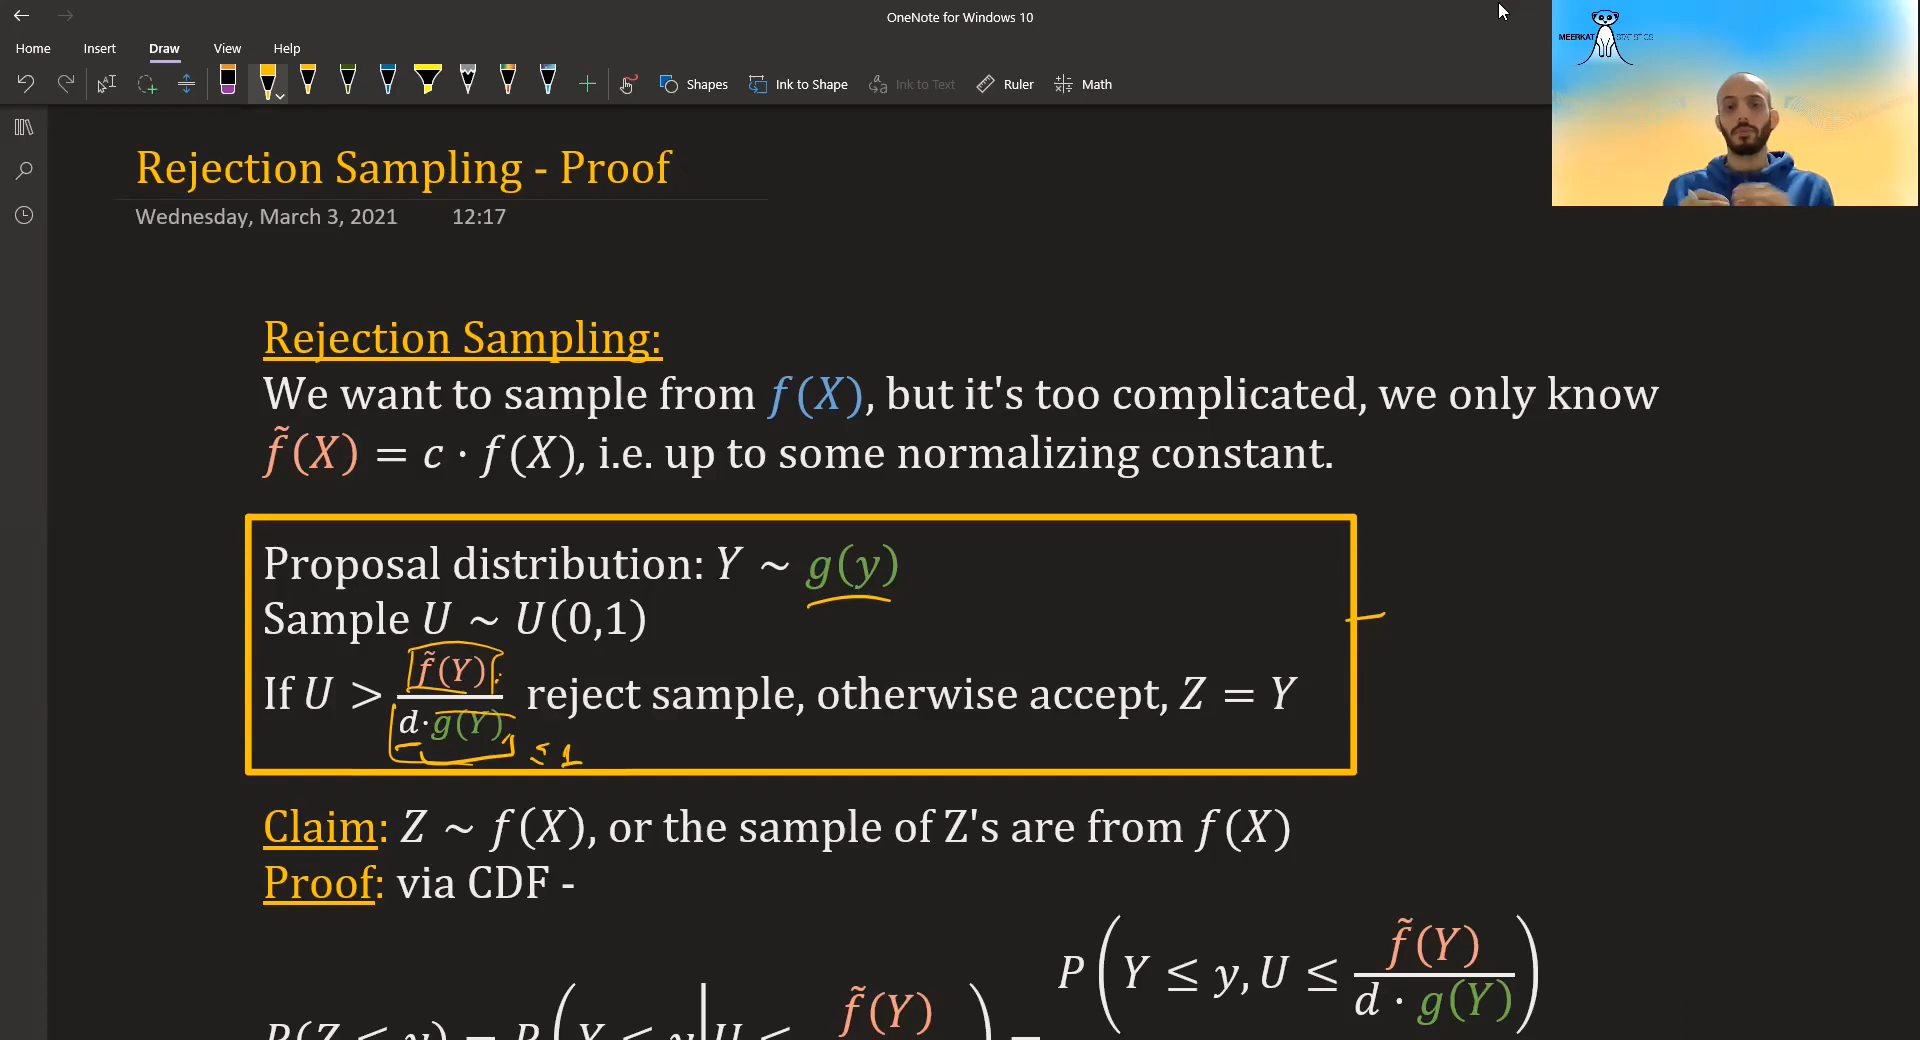 OneNote for Windows 10
Home Insert Draw View Help
Shapes Ink to Shape Ink to Text Ruler Math
MEERKAT STATISTICS
Rejection Sampling - Proof
Wednesday, March 3, 2021 12:17
Rejection Sampling:
We want to sample from f(X), but it's too complicated, we only know
f̃(X) = c · f(X), i.e. up to some normalizing constant.
Proposal distribution: Y ~ g(y)
Sample U ~ U(0,1)
If U > f̃(Y) / d·g(Y) reject sample, otherwise accept, Z = Y
≤ 1
Claim: Z ~ f(X), or the sample of Z's are from f(X)
Proof: via CDF -
P(Z ≤ y) = P(Y ≤ y | U ≤ f̃(Y) ) = P(Y ≤ y, U ≤ f̃(Y) / d · g(Y))